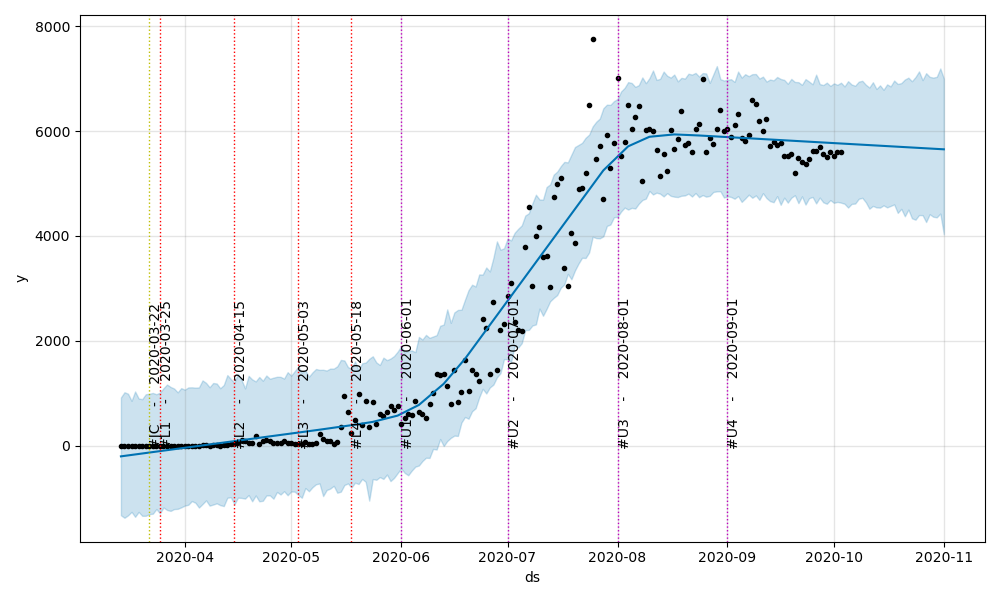 8000
6000
4000
2000
0
y
#JC - 2020-03-22
#L1 - 2020-03-25
#L2 - 2020-04-15
#L3 - 2020-05-03
#L4 - 2020-05-18
#U1 - 2020-06-01
#U2 - 2020-07-01
#U3 - 2020-08-01
#U4 - 2020-09-01
2020-04
2020-05
2020-06
2020-07
2020-08
2020-09
2020-10
2020-11
ds